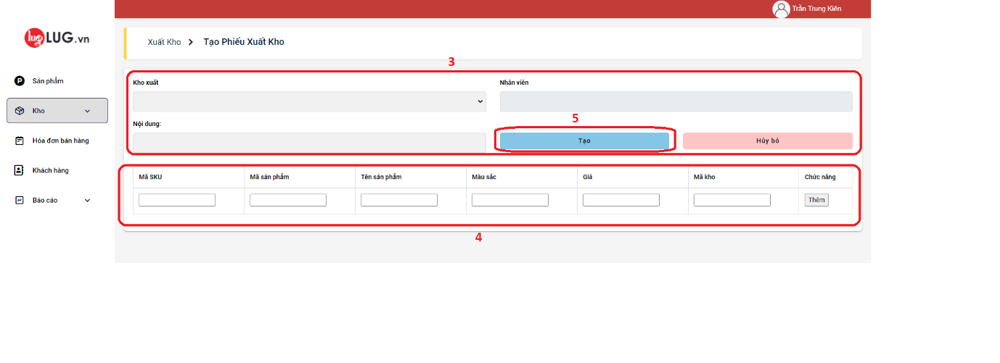 Trần Trung Kiên
lug LUG.vn
Xuất Kho Tạo Phiếu Xuất Kho
3
Sản phẩm
Kho
Hóa đơn bán hàng
Khách hàng
Báo cáo
Kho xuất Nhân viên
5
Nội dung:
Tạo Hủy bỏ
Mã SKU Mã sản phẩm Tên sản phẩm Màu sắc Giá Mã kho Chức năng
Thêm
4